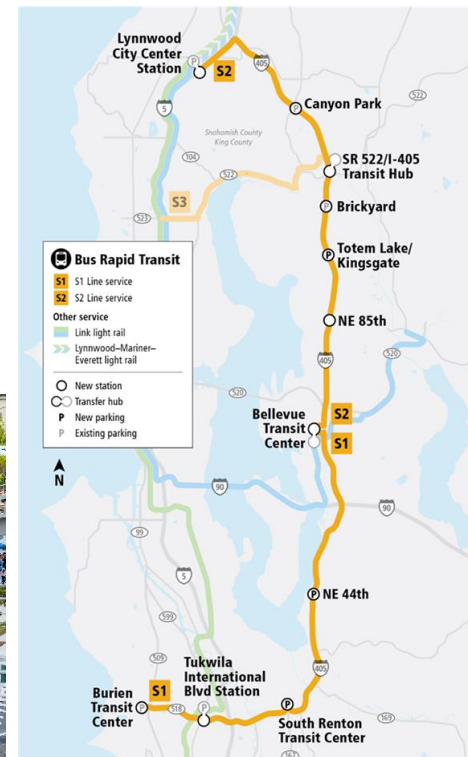 Lynnwood
City Center
Station
P
S2
405
5
Canyon Park
P
522
Snohomish County
King County
104
522
SR 522/I-405
Transit Hub
S3
523
P
Brickyard
Bus Rapid Transit
S1 S1 Line service
S2 S2 Line service
Other service
Link light rail
Lynnwood–Mariner–
Everett light rail
New station
Transfer hub
P New parking
P Existing parking
P
Totem Lake/
Kingsgate
NE 85th
405
520
520
Bellevue
Transit
Center
S2
S1
N
90
90
99
5
P
NE 44th
599
509
405
Tukwila
International
Blvd Station
P
Burien
Transit
Center
S1
P
518
P
South Renton
Transit Center
169
167